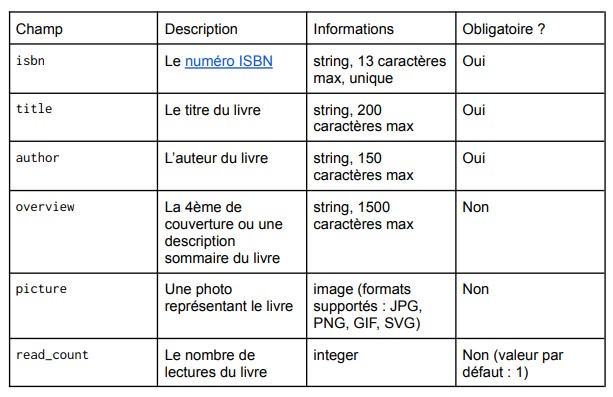 Champ
Description
Informations
Obligatoire ?
isbn
Le numéro ISBN
string, 13 caractères
max, unique
Oui
title
Le titre du livre
string, 200
caractères max
Oui
author
L’auteur du livre
string, 150
caractères max
Oui
overview
La 4ème de
couverture ou une
description
sommaire du livre
string, 1500
caractères max
Non
picture
Une photo
représentant le livre
image (formats
supportés : JPG,
PNG, GIF, SVG)
Non
read_count
Le nombre de
lectures du livre
integer
Non (valeur par
défaut : 1)